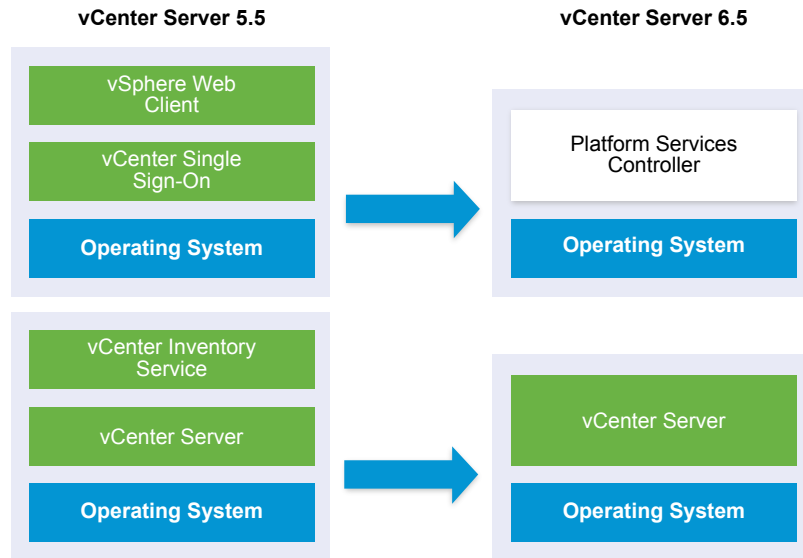 vCenter Server 5.5
vSphere Web
Client
vCenter Single
Sign-On
Operating System
vCenter Inventory
Service
vCenter Server
Operating System
vCenter Server 6.5
Platform Services
Controller
Operating System
vCenter Server
Operating System